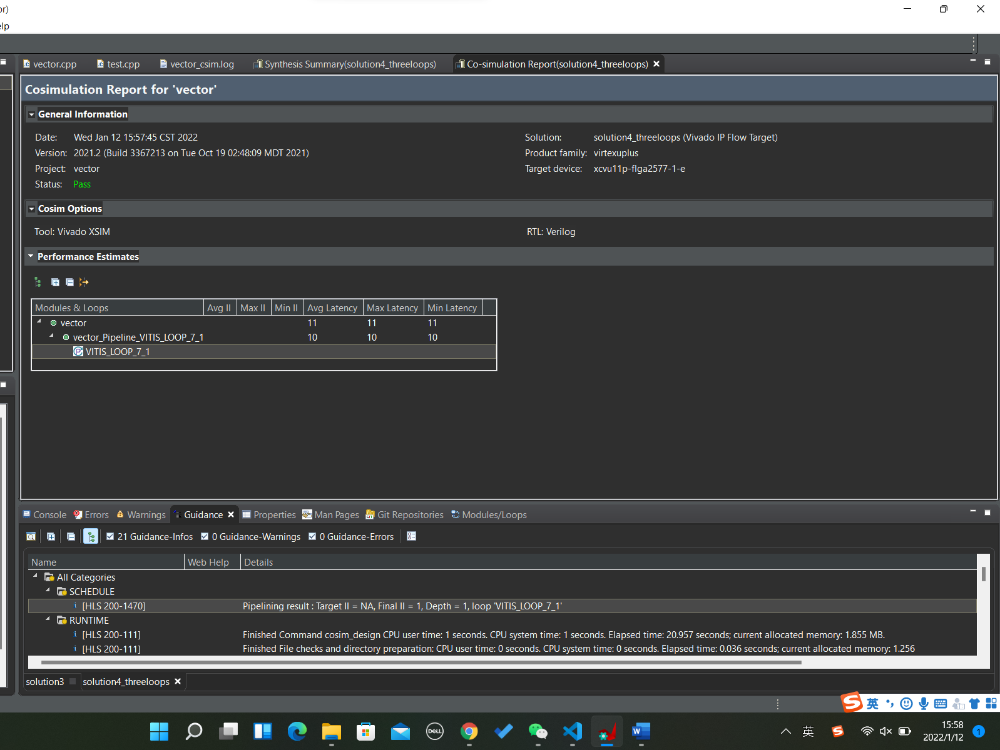 or)
elp
vector.cpp test.cpp vector_csim.log Synthesis Summary(solution4_threeloops) Co-simulation Report(solution4_threeloops)
Cosimulation Report for 'vector'
General Information
Date: Wed Jan 12 15:57:45 CST 2022 Solution: solution4_threeloops (Vivado IP Flow Target)
Version: 2021.2 (Build 3367213 on Tue Oct 19 02:48:09 MDT 2021) Product family: virtexuplus
Project: vector Target device: xcvu11p-flga2577-1-e
Status: Pass
Cosim Options
Tool: Vivado XSIM RTL: Verilog
Performance Estimates
Modules & Loops Avg II Max II Min II Avg Latency Max Latency Min Latency
vector 11 11 11
vector_Pipeline_VITIS_LOOP_7_1 10 10 10
VITIS_LOOP_7_1
Console Errors Warnings Guidance Properties Man Pages Git Repositories Modules/Loops
21 Guidance-Infos 0 Guidance-Warnings 0 Guidance-Errors
Name Web Help Details
All Categories
SCHEDULE
[HLS 200-1470] Pipelining result : Target II = NA, Final II = 1, Depth = 1, loop 'VITIS_LOOP_7_1'
RUNTIME
[HLS 200-111] Finished Command cosim_design CPU user time: 1 seconds. CPU system time: 1 seconds. Elapsed time: 20.957 seconds; current allocated memory: 1.855 MB.
[HLS 200-111] Finished File checks and directory preparation: CPU user time: 0 seconds. CPU system time: 0 seconds. Elapsed time: 0.036 seconds; current allocated memory: 1.256
solution3 solution4_threeloops
S 英
DELL W 英 S 15:58 1
2022/1/12